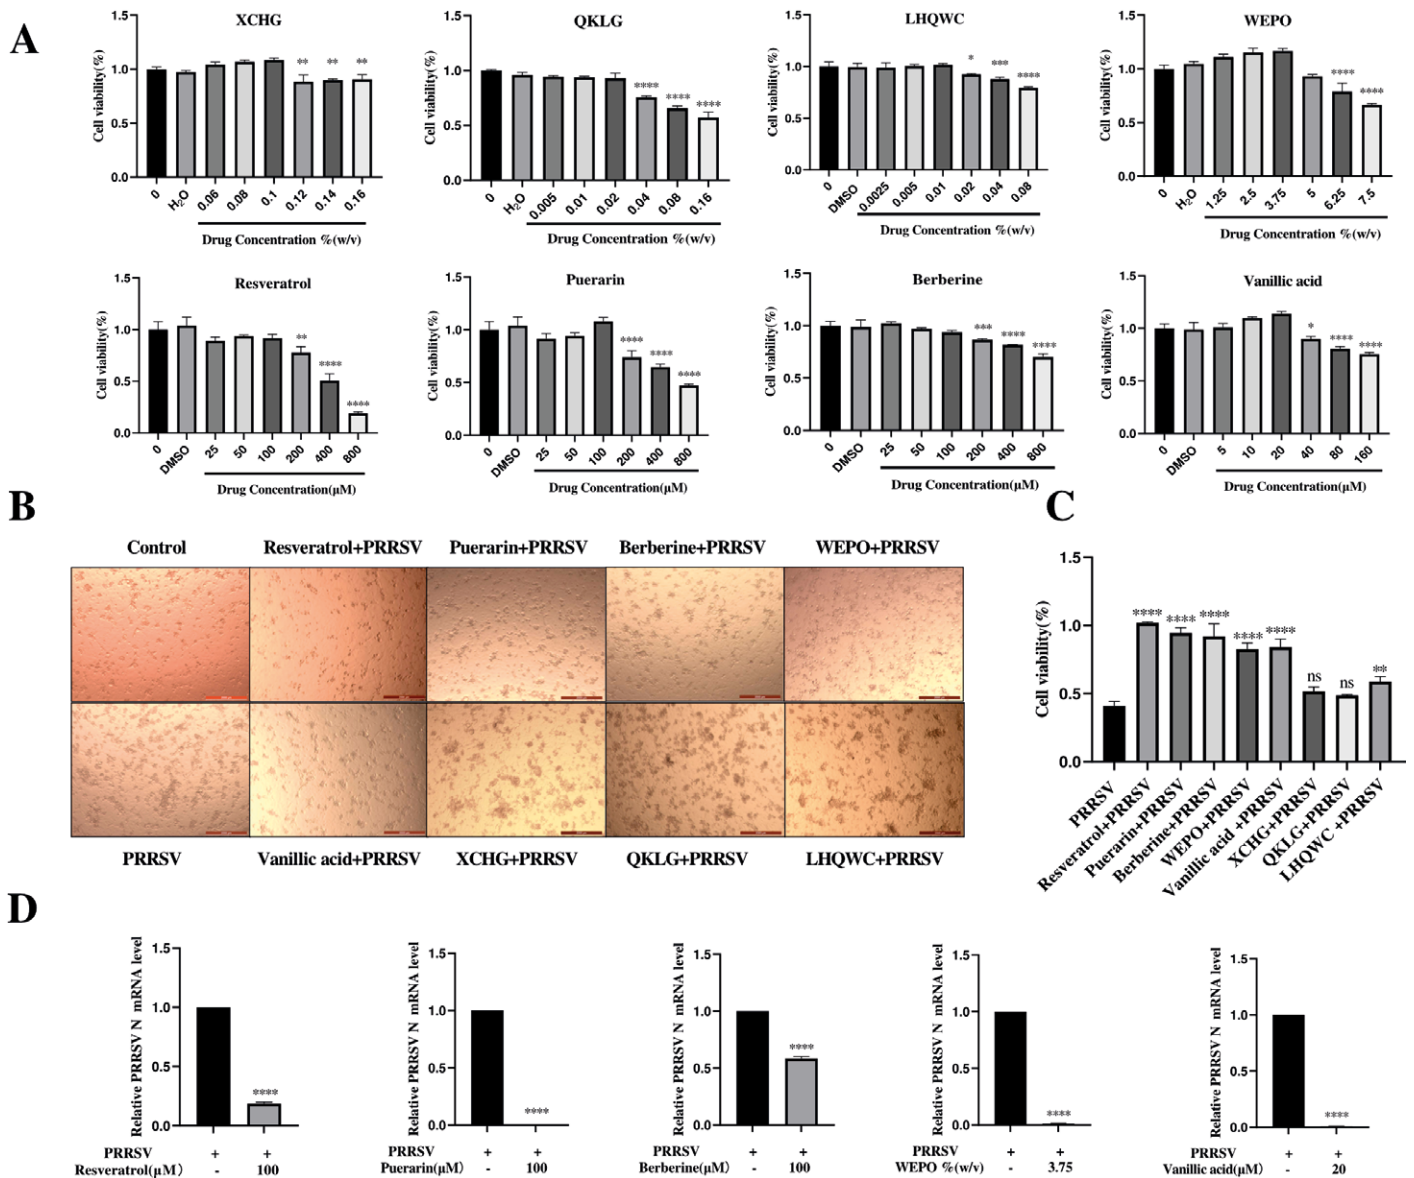 A
XCHG
Cell viability(%)
1.5
1.0
0.5
0.0
** ** **
0 H₂O 0.06 0.08 0.1 0.12 0.14 0.16
Drug Concentration %(w/v)
QKLG
Cell viability(%)
1.5
1.0
0.5
0.0
**** **** ****
0 H₂O 0.005 0.01 0.02 0.04 0.08 0.16
Drug Concentration %(w/v)
LHQWC
Cell viability(%)
1.5
1.0
0.5
0.0
* *** ****
0 DMSO 0.0025 0.005 0.01 0.02 0.04 0.08
Drug Concentration %(w/v)
WEPO
Cell viability(%)
1.5
1.0
0.5
0.0
**** ****
0 H₂O 1.25 2.5 3.75 5 6.25 7.5
Drug Concentration %(w/v)
Resveratrol
Cell viability(%)
1.5
1.0
0.5
0.0
** **** ****
0 DMSO 25 50 100 200 400 800
Drug Concentration(μM)
Puerarin
Cell viability(%)
1.5
1.0
0.5
0.0
**** **** ****
0 DMSO 25 50 100 200 400 800
Drug Concentration(μM)
Berberine
Cell viability(%)
1.5
1.0
0.5
0.0
*** **** ****
0 DMSO 25 50 100 200 400 800
Drug Concentration(μM)
Vanillic acid
Cell viability(%)
1.5
1.0
0.5
0.0
* **** ****
0 DMSO 5 10 20 40 80 160
Drug Concentration(μM)
B
Control Resveratrol+PRRSV Puerarin+PRRSV Berberine+PRRSV WEPO+PRRSV
PRRSV Vanillic acid+PRRSV XCHG+PRRSV QKLG+PRRSV LHQWC+PRRSV
C
Cell viability(%)
1.5
1.0
0.5
0.0
**** **** **** **** **** ns ns **
PRRSV
Resveratrol+PRRSV
Puerarin+PRRSV
Berberine+PRRSV
WEPO+PRRSV
Vanillic acid +PRRSV
XCHG+PRRSV
QKLG+PRRSV
LHQWC +PRRSV
D
Relative PRRSV N mRNA level
1.5
1.0
0.5
0.0
****
PRRSV + +
Resveratrol(μM) - 100
Relative PRRSV N mRNA level
1.5
1.0
0.5
0.0
****
PRRSV + +
Puerarin(μM) - 100
Relative PRRSV N mRNA level
1.5
1.0
0.5
0.0
****
PRRSV + +
Berberine(μM) - 100
Relative PRRSV N mRNA level
1.5
1.0
0.5
0.0
****
PRRSV + +
WEPO %(w/v) - 3.75
Relative PRRSV N mRNA level
1.5
1.0
0.5
0.0
****
PRRSV + +
Vanillic acid(μM) - 20